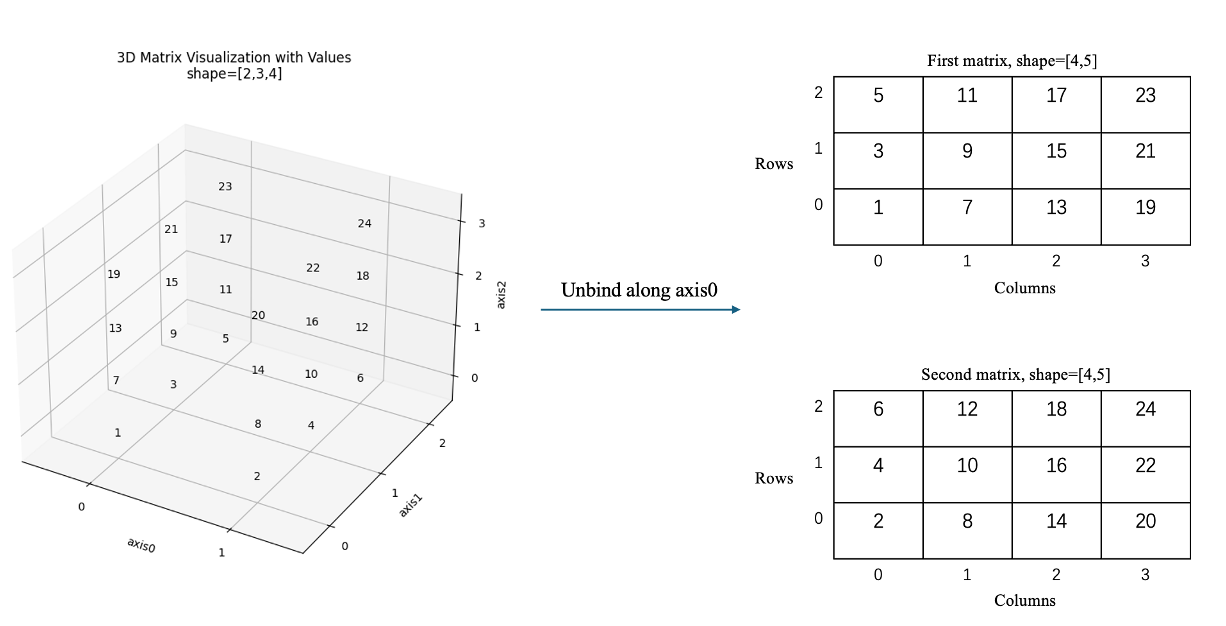 3D Matrix Visualization with Values
shape=[2,3,4]
23
24
21
17
22
18
19
15
11
20
16
12
13
9
5
14
10
6
7
3
8
4
1
2
3
2
1
0
axis2
2
1
0
axis1
0
1
axis0
Unbind along axis0
First matrix, shape=[4,5]
2 5 11 17 23
Rows 1 3 9 15 21
0 1 7 13 19
0 1 2 3
Columns
Second matrix, shape=[4,5]
2 6 12 18 24
Rows 1 4 10 16 22
0 2 8 14 20
0 1 2 3
Columns